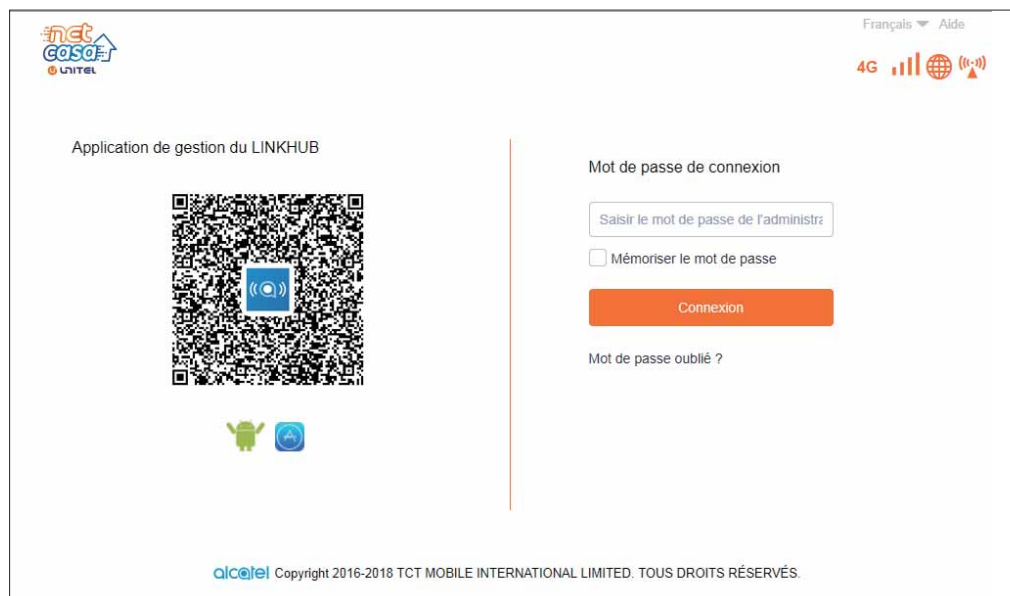 net
casa
UNITEL
Français Aide
4G
Application de gestion du LINKHUB
Mot de passe de connexion
Saisir le mot de passe de l'administra
Mémoriser le mot de passe
Connexion
Mot de passe oublié ?
alcatel Copyright 2016-2018 TCT MOBILE INTERNATIONAL LIMITED. TOUS DROITS RÉSERVÉS.